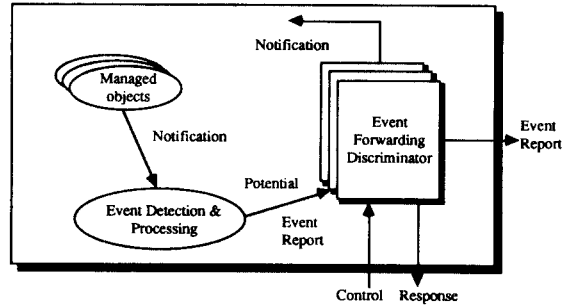 Notification
Managed
objects
Notification
Event
Forwarding
Discriminator
Event
Report
Potential
Event Detection &
Processing
Event
Report
Control
Response